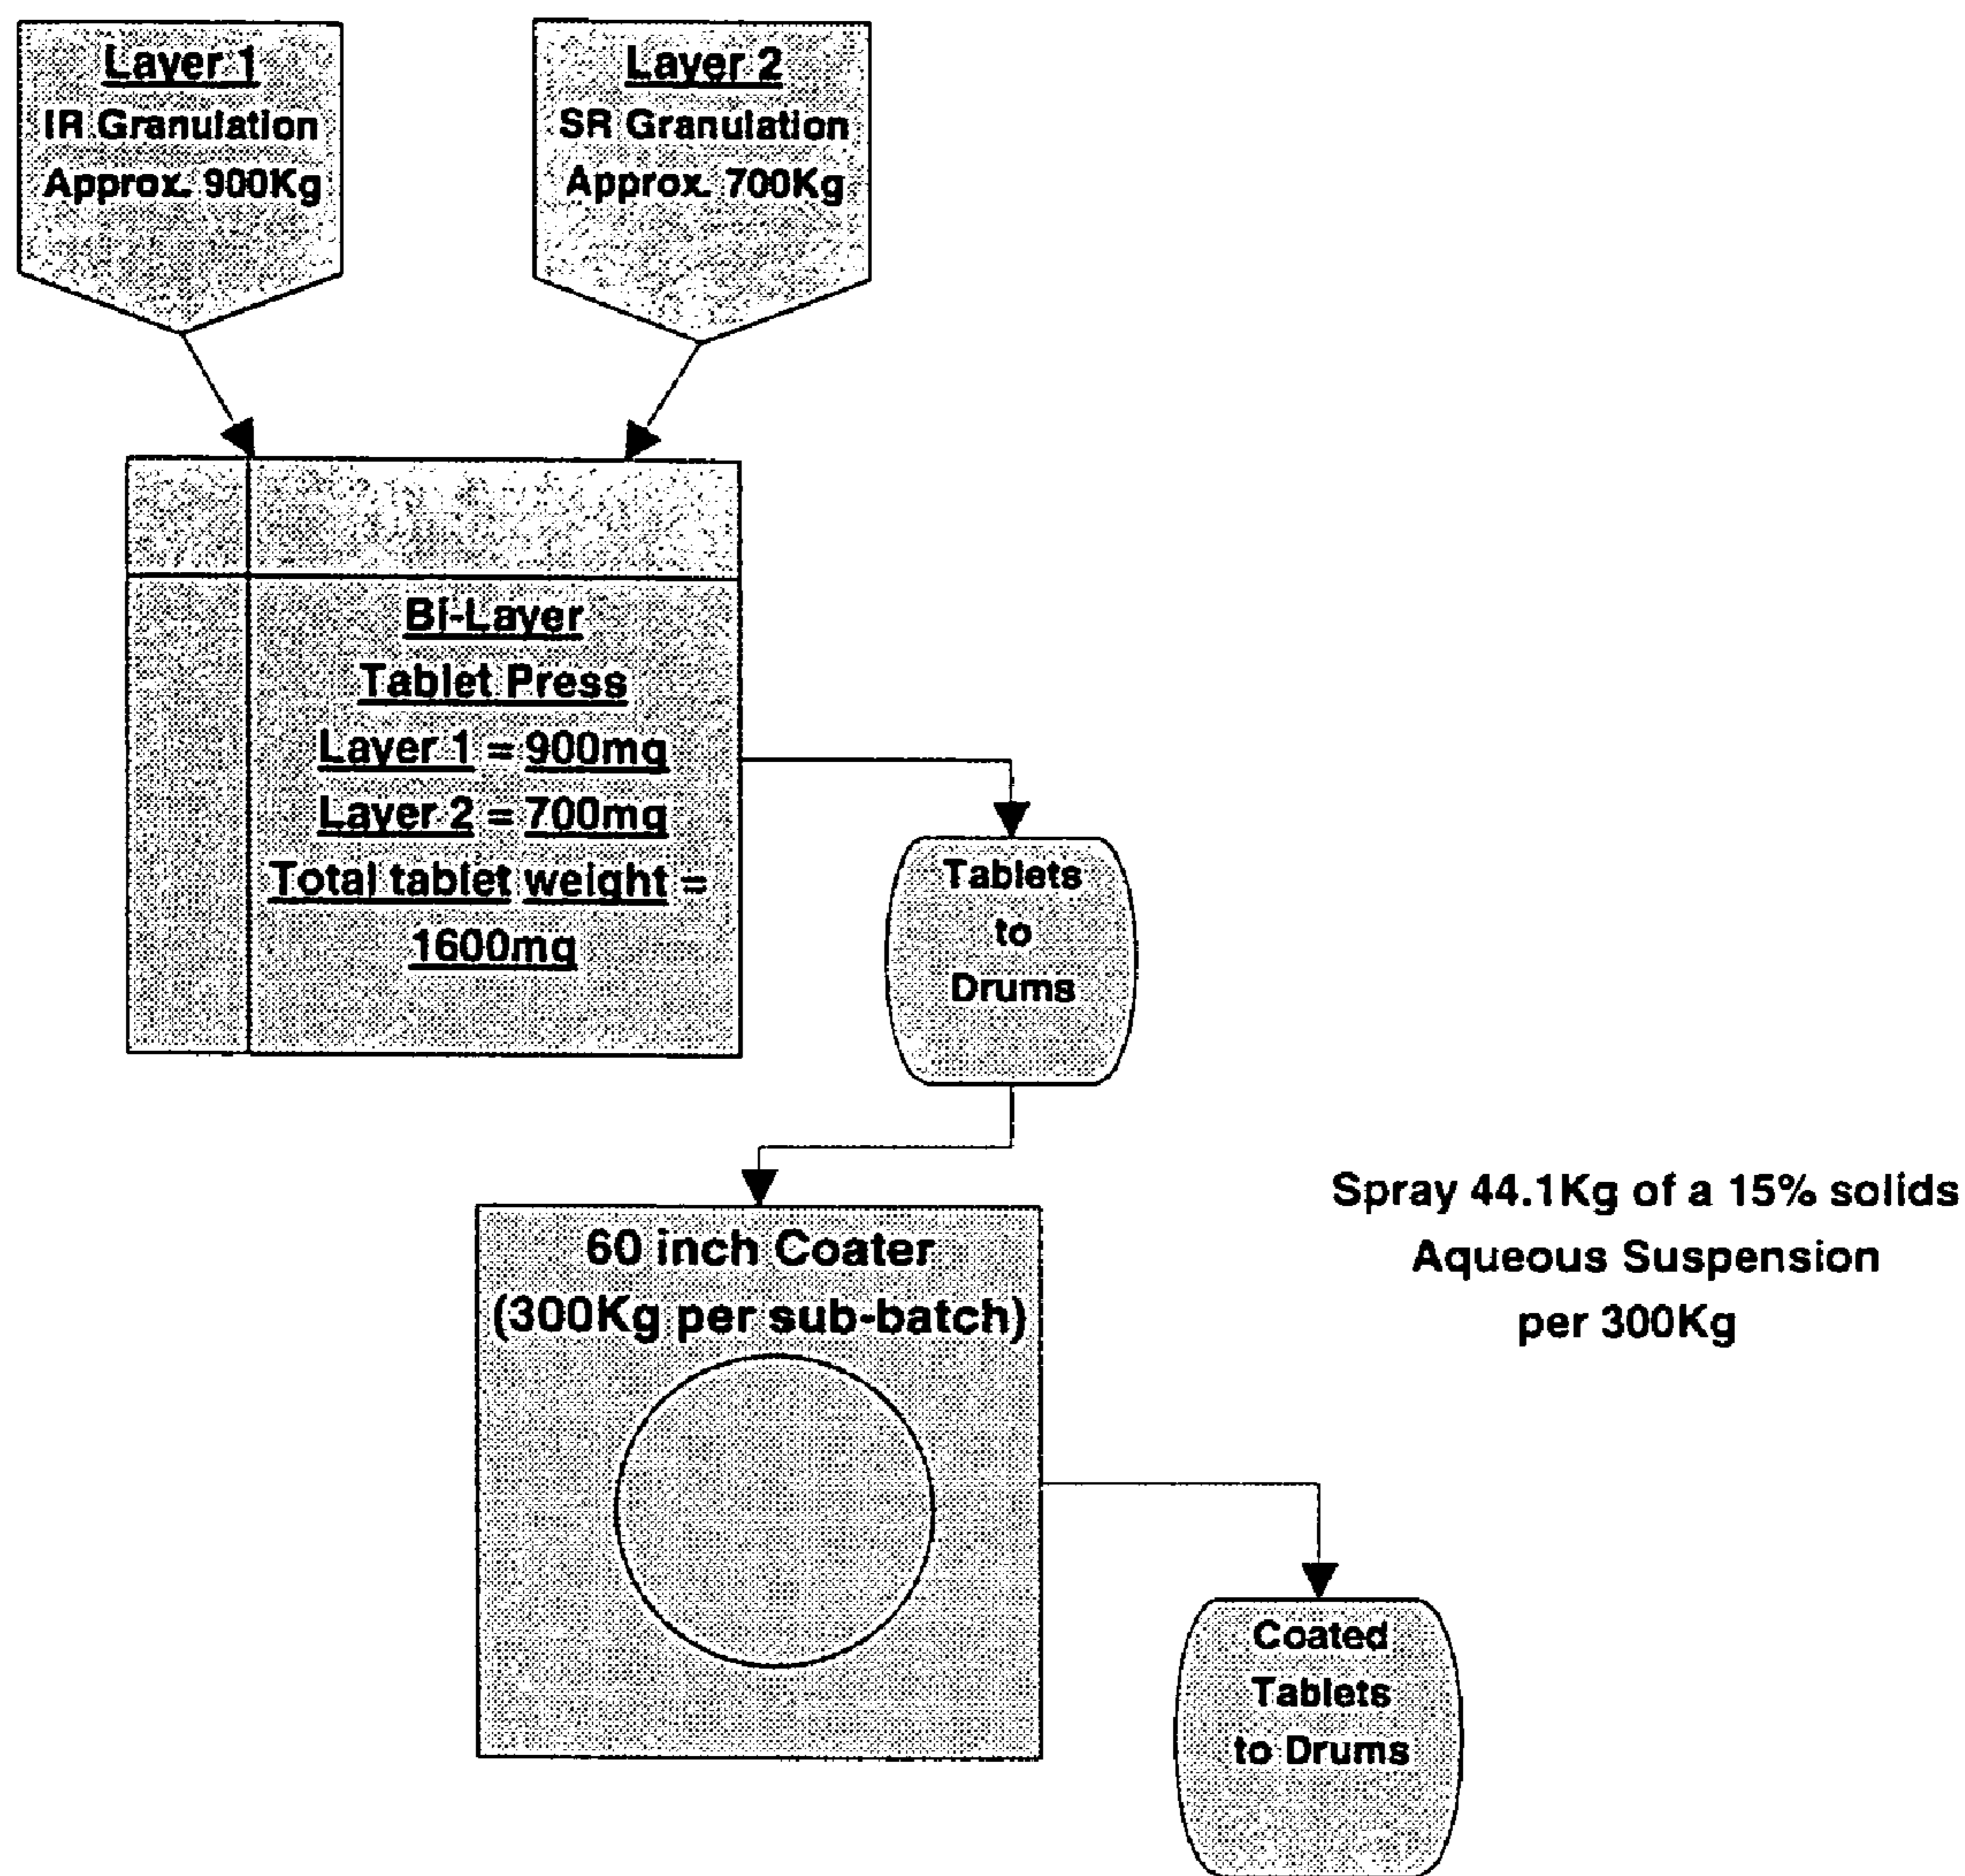 Layer 1
IR Granulation
Approx. 900Kg
Layer 2
SR Granulation
Approx. 700Kg
Bi-Layer
Tablet Press
Layer 1 = 900mg
Layer 2 = 700mg
Total tablet weight =
1600mg
Tablets
to
Drums
60 inch Coater
(300Kg per sub-batch)
Spray 44.1Kg of a 15% solids
Aqueous Suspension
per 300Kg
Coated
Tablets
to Drums